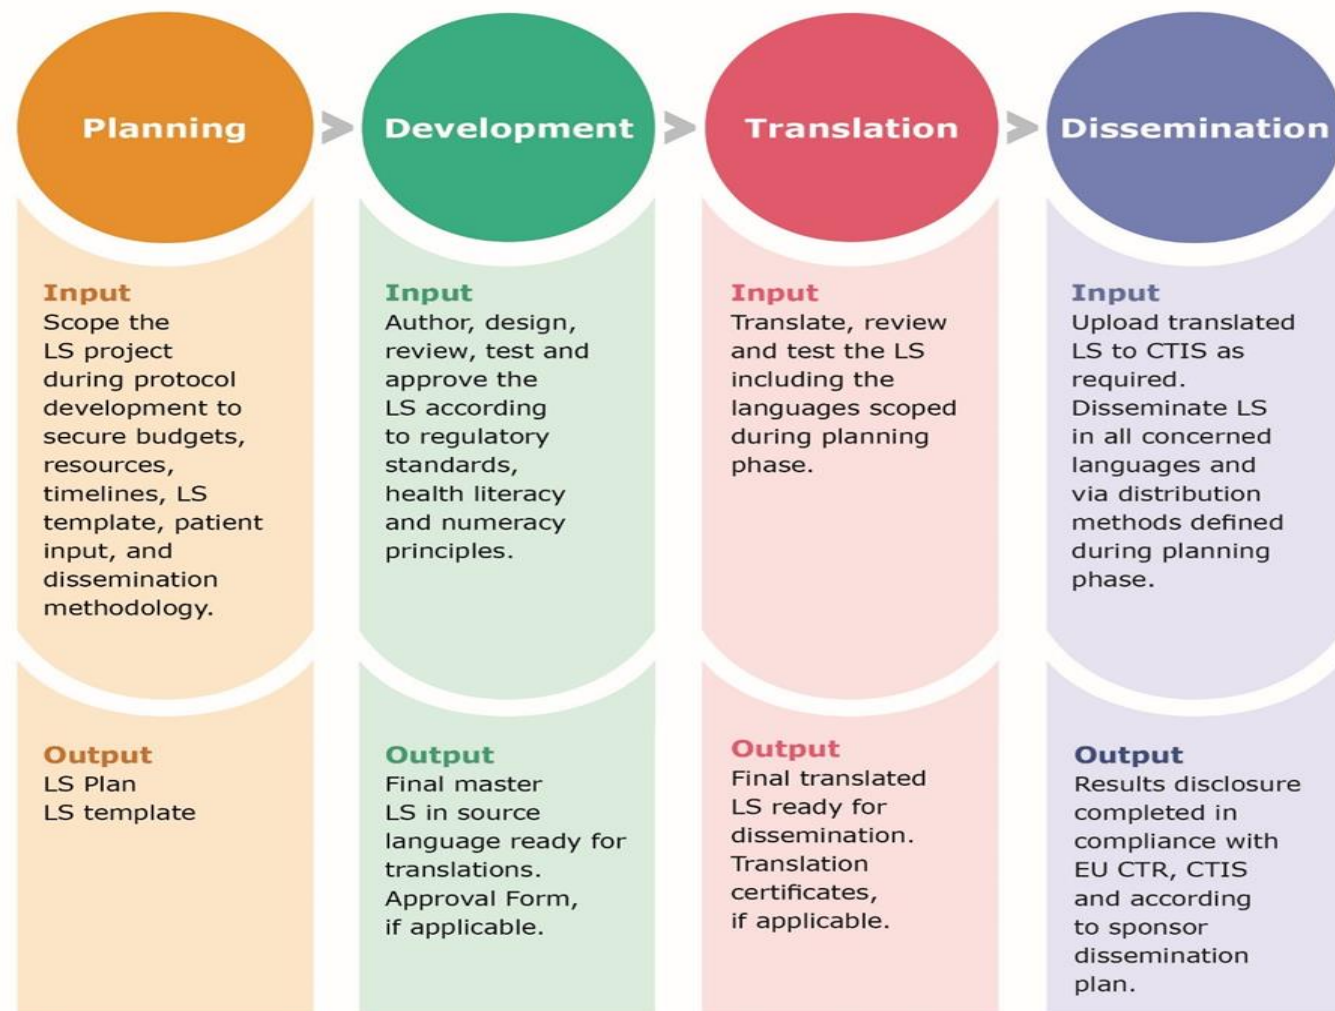 Planning > Development > Translation > Dissemination
Input
Scope the
LS project
during protocol
development to
secure budgets,
resources,
timelines, LS
template, patient
input, and
dissemination
methodology.
Output
LS Plan
LS template
Input
Author, design,
review, test and
approve the
LS according
to regulatory
standards,
health literacy
and numeracy
principles.
Output
Final master
LS in source
language ready for
translations.
Approval Form,
if applicable.
Input
Translate, review
and test the LS
including the
languages scoped
during planning
phase.
Output
Final translated
LS ready for
dissemination.
Translation
certificates,
if applicable.
Input
Upload translated
LS to CTIS as
required.
Disseminate LS
in all concerned
languages and
via distribution
methods defined
during planning
phase.
Output
Results disclosure
completed in
compliance with
EU CTR, CTIS
and according
to sponsor
dissemination
plan.